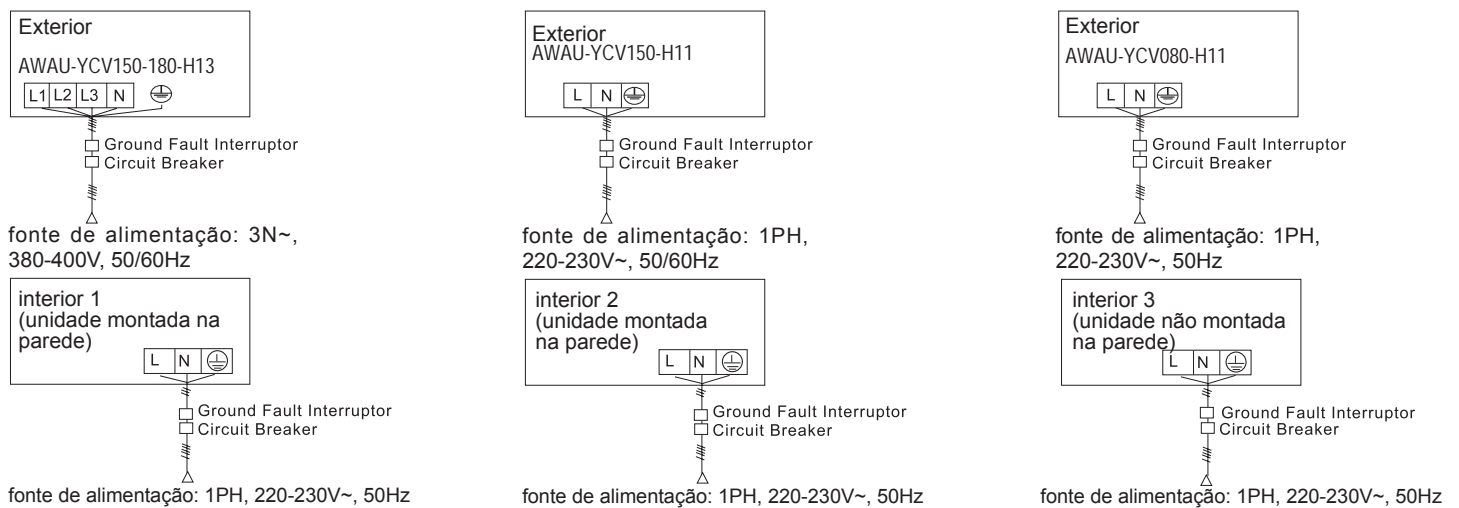 Exterior
AWAU-YCV150-180-H13
L1 L2 L3 N
Ground Fault Interruptor
Circuit Breaker
fonte de alimentação: 3N~,
380-400V, 50/60Hz
Exterior
AWAU-YCV150-H11
L N
Ground Fault Interruptor
Circuit Breaker
fonte de alimentação: 1PH,
220-230V~, 50/60Hz
Exterior
AWAU-YCV080-H11
L N
Ground Fault Interruptor
Circuit Breaker
fonte de alimentação: 1PH,
220-230V~, 50Hz
interior 1
(unidade montada na
parede)
L N
Ground Fault Interruptor
Circuit Breaker
fonte de alimentação: 1PH, 220-230V~, 50Hz
interior 2
(unidade montada
na parede)
L N
Ground Fault Interruptor
Circuit Breaker
fonte de alimentação: 1PH, 220-230V~, 50Hz
interior 3
(unidade não montada
na parede)
L N
Ground Fault Interruptor
Circuit Breaker
fonte de alimentação: 1PH, 220-230V~, 50Hz